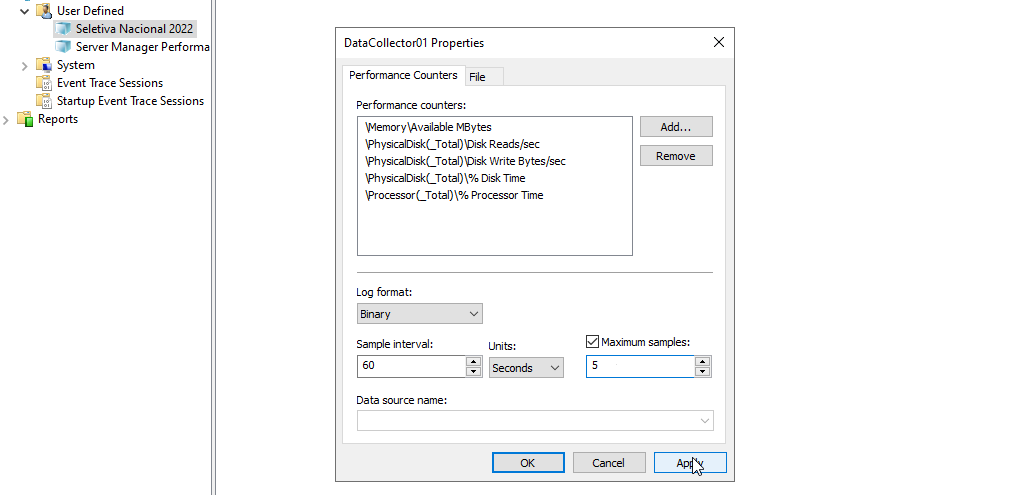 User Defined
Seletiva Nacional 2022
Server Manager Performa
System
Event Trace Sessions
Startup Event Trace Sessions
Reports
DataCollector01 Properties
Performance Counters
File
Performance counters:
\Memory\Available MBytes
\PhysicalDisk(_Total)\Disk Reads/sec
\PhysicalDisk(_Total)\Disk Write Bytes/sec
\PhysicalDisk(_Total)\% Disk Time
\Processor(_Total)\% Processor Time
Add...
Remove
Log format:
Binary
Sample interval:
Units:
Maximum samples:
60
Seconds
5
Data source name:
OK
Cancel
Apply